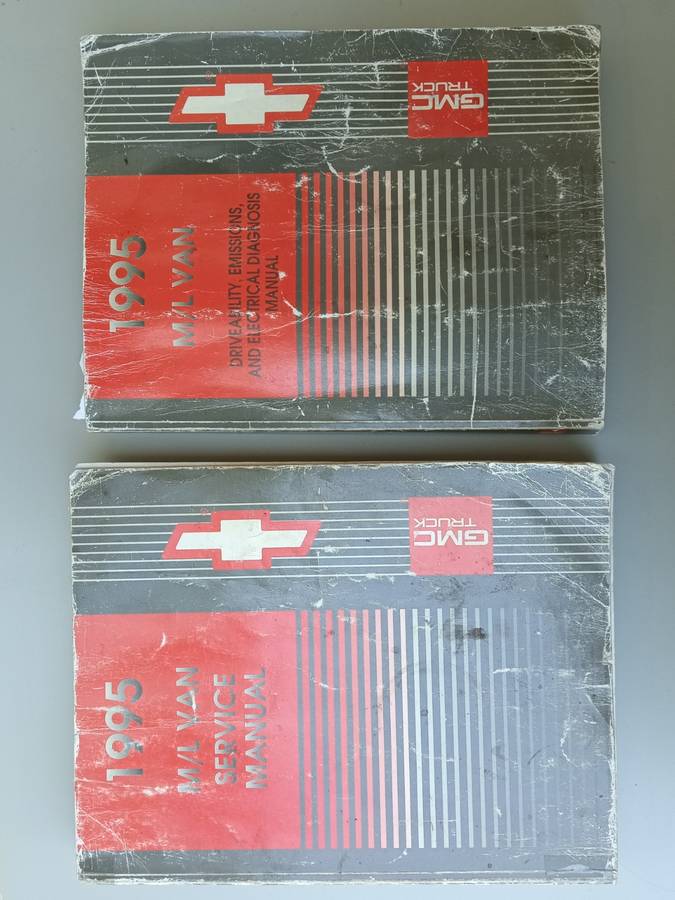 GMC
TRUCK
1995
M/L VAN
DRIVEABILITY, EMISSIONS,
AND ELECTRICAL DIAGNOSIS
MANUAL
GMC
TRUCK
1995
M/L VAN
SERVICE
MANUAL